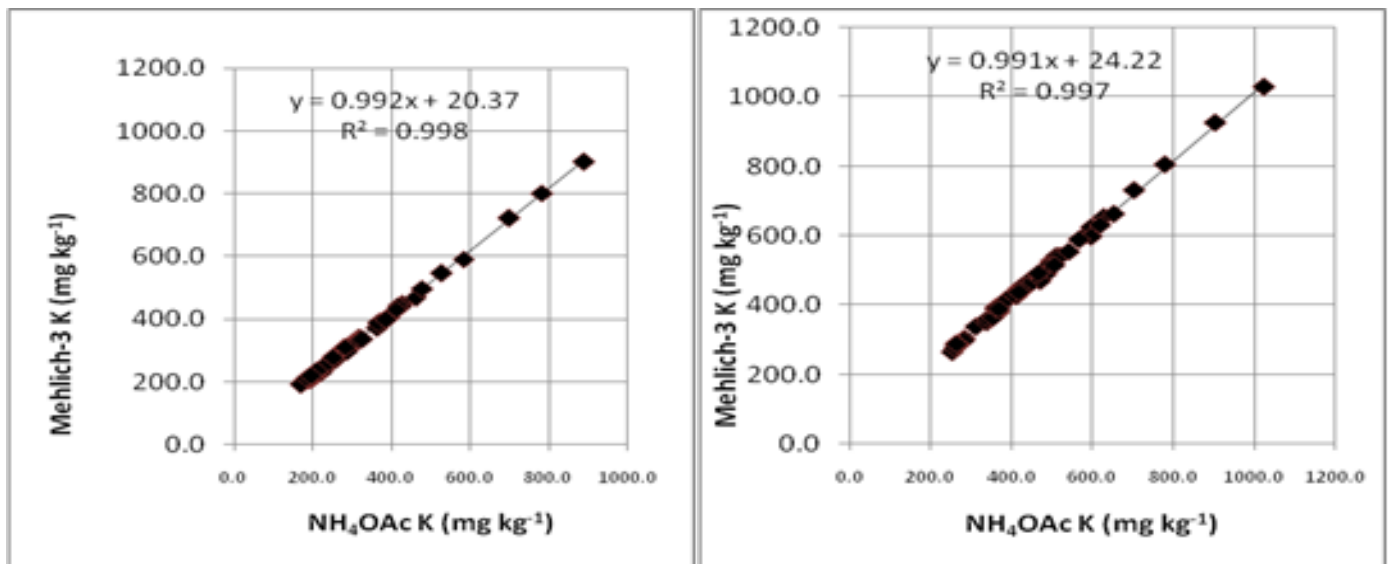 1200.0
1000.0
800.0
600.0
400.0
200.0
0.0
y = 0.992x + 20.37
R² = 0.998
Mehlich-3 K (mg kg⁻¹)
0.0 200.0 400.0 600.0 800.0 1000.0
NH₄OAc K (mg kg⁻¹)
1200.0
1000.0
800.0
600.0
400.0
200.0
0.0
y = 0.991x + 24.22
R² = 0.997
Mehlich-3 K (mg kg⁻¹)
0.0 200.0 400.0 600.0 800.0 1000.0 1200.0
NH₄OAc K (mg kg⁻¹)